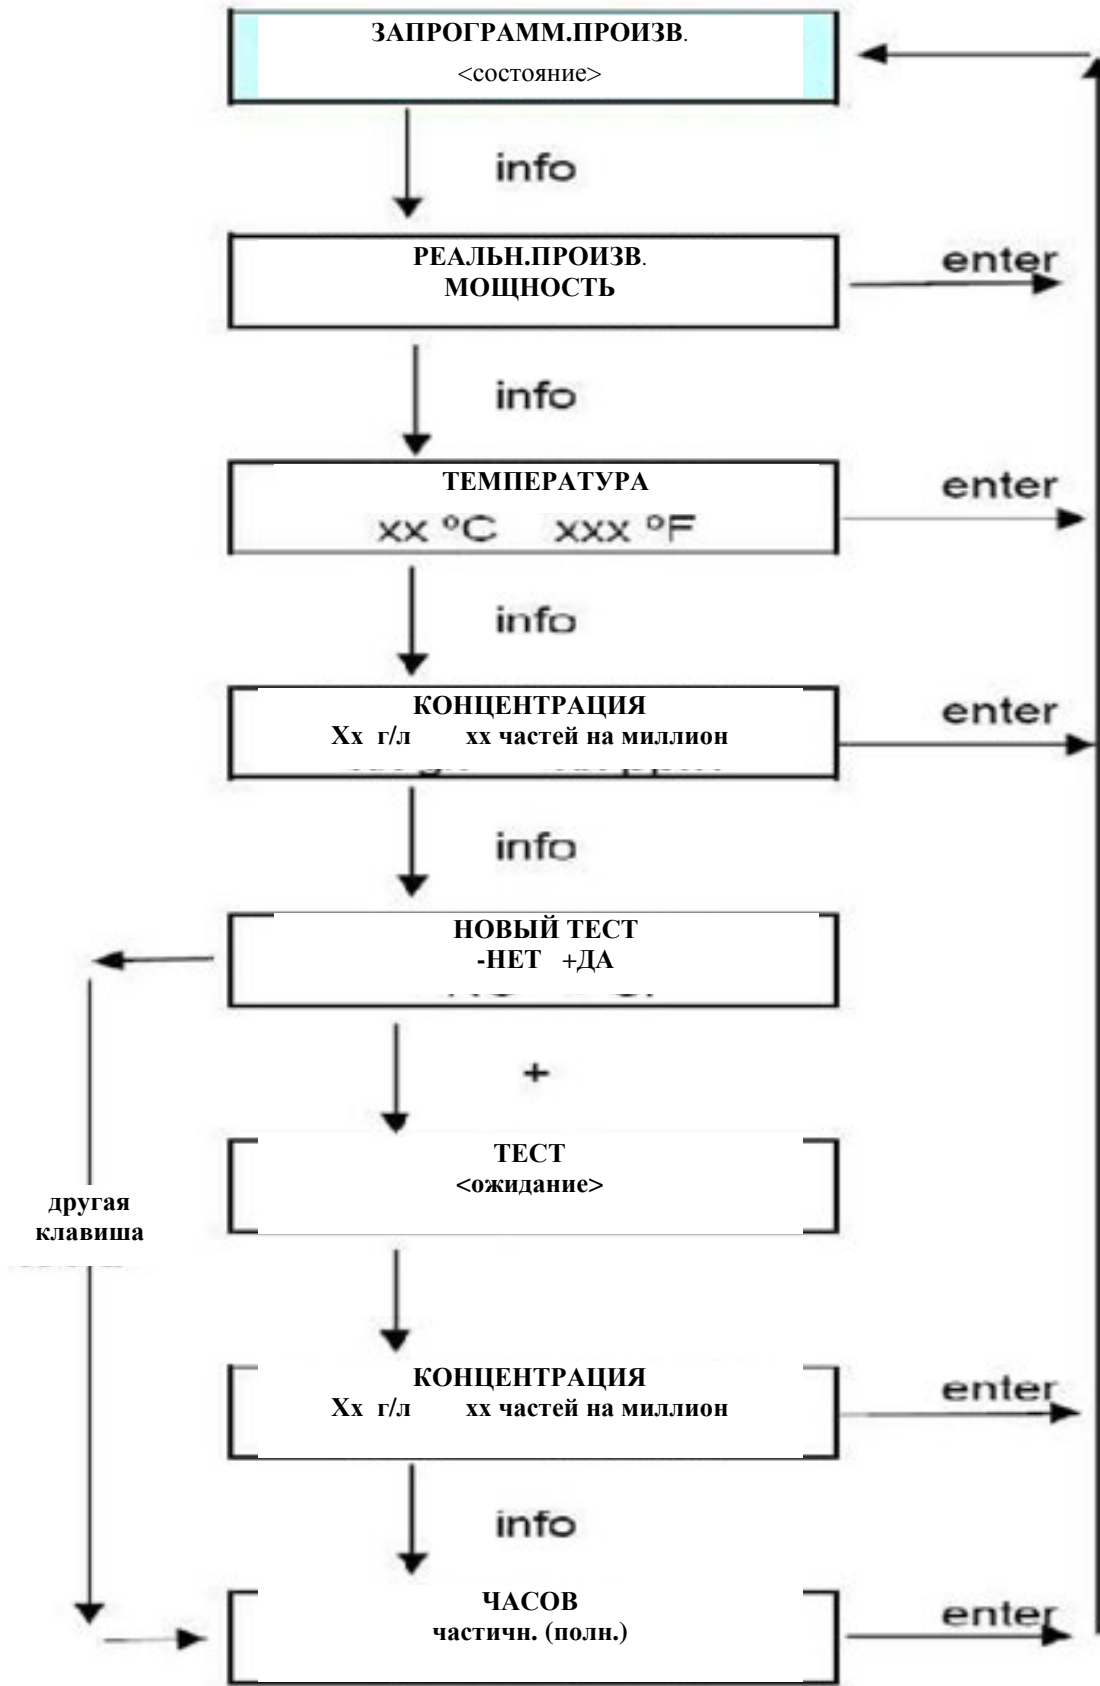 ЗАПРОГРАММ.ПРОИЗВ.
<состояние>
info
РЕАЛЬН.ПРОИЗВ.
МОЩНОСТЬ
enter
info
ТЕМПЕРАТУРА
xx ºC xxx ºF
enter
info
КОНЦЕНТРАЦИЯ
Xx г/л xx частей на миллион
enter
info
НОВЫЙ ТЕСТ
-НЕТ +ДА
+
ТЕСТ
<ожидание>
другая
клавиша
КОНЦЕНТРАЦИЯ
Xx г/л xx частей на миллион
enter
info
ЧАСОВ
частичн. (полн.)
enter